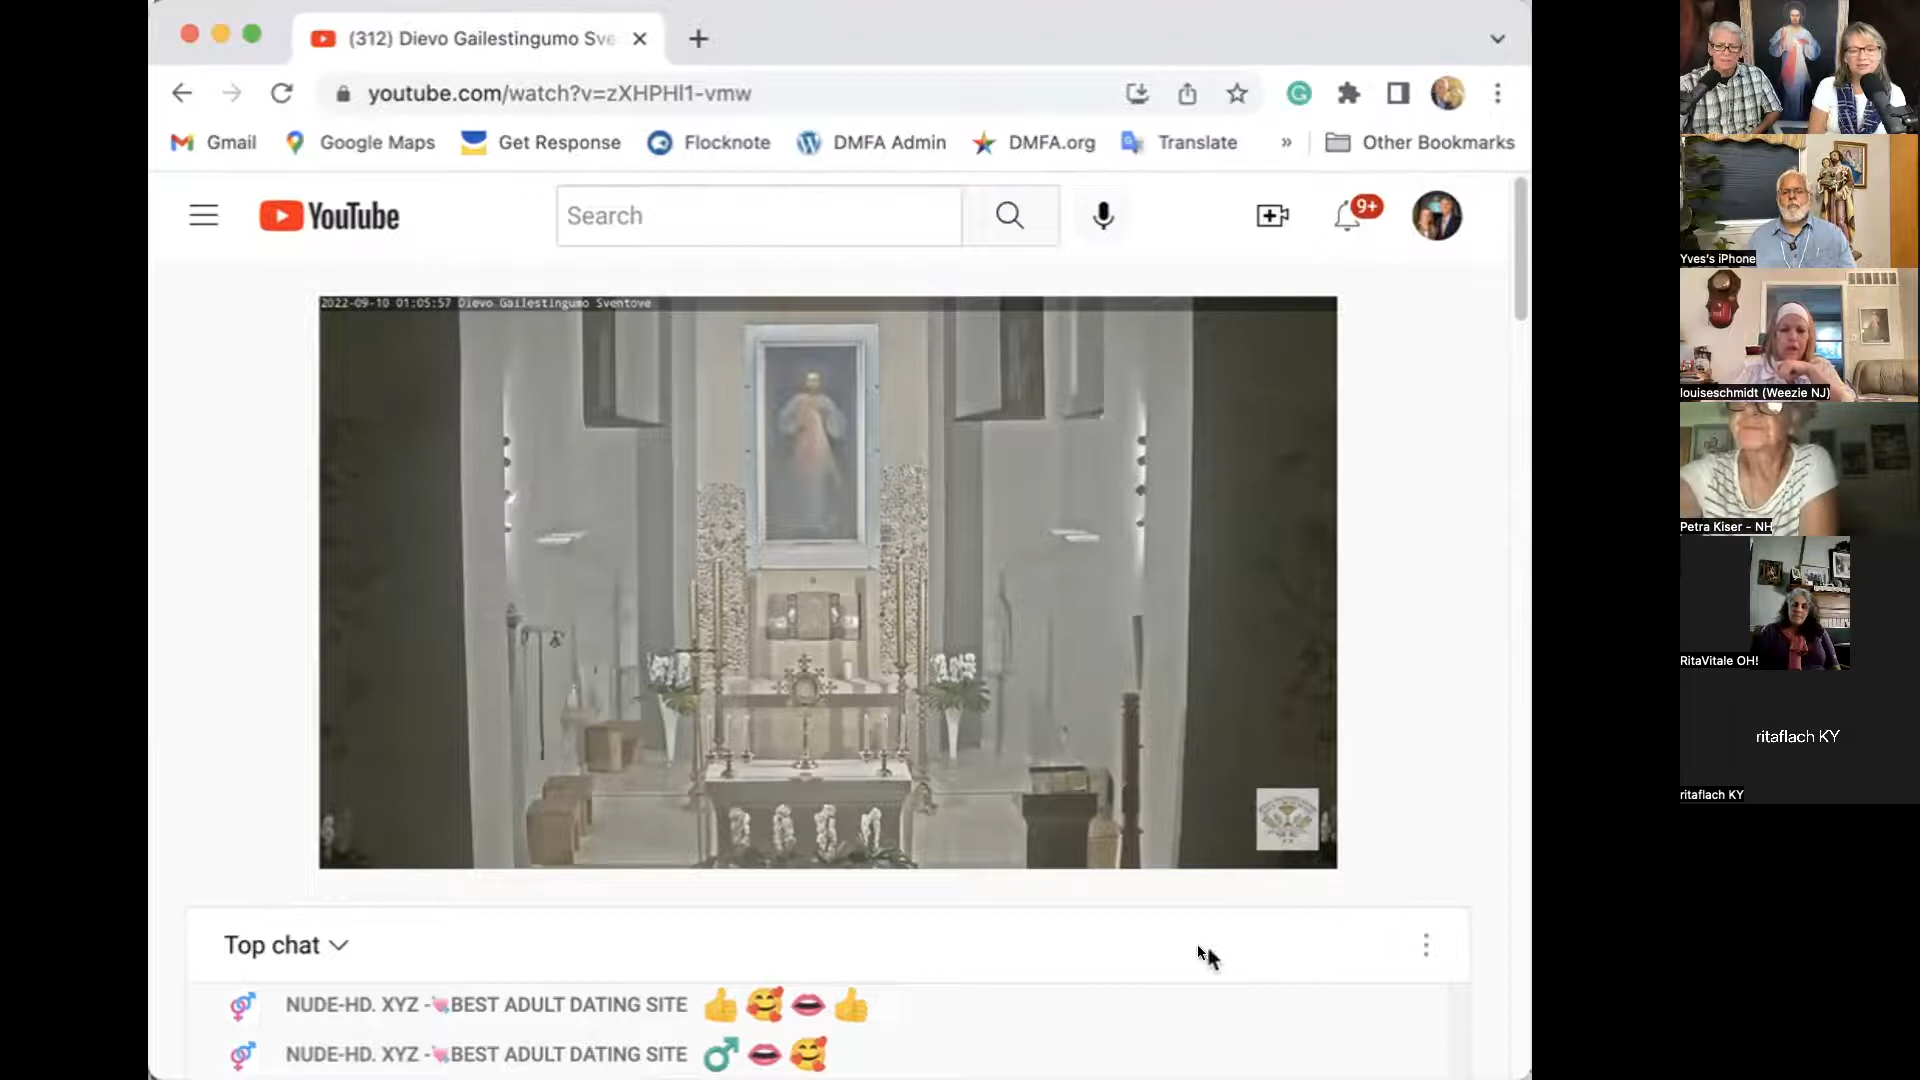 (312) Dievo Gailestingumo Sve
youtube.com/watch?v=zXHPHl1-vmw
Gmail
Google Maps
Get Response
Flocknote
DMFA Admin
DMFA.org
Translate
»
Other Bookmarks
YouTube
Search
9+
2022-09-10 01:05:57 Dievo Gailestingumo Sventove
Top chat
NUDE-HD. XYZ -💘BEST ADULT DATING SITE 👍🥰👄👍
NUDE-HD. XYZ -💘BEST ADULT DATING SITE ♂️👄🥰
Yves's iPhone
louiseschmidt (Weezie NJ)
Petra Kiser - NH
RitaVitale OH!
ritaflach KY
ritaflach KY